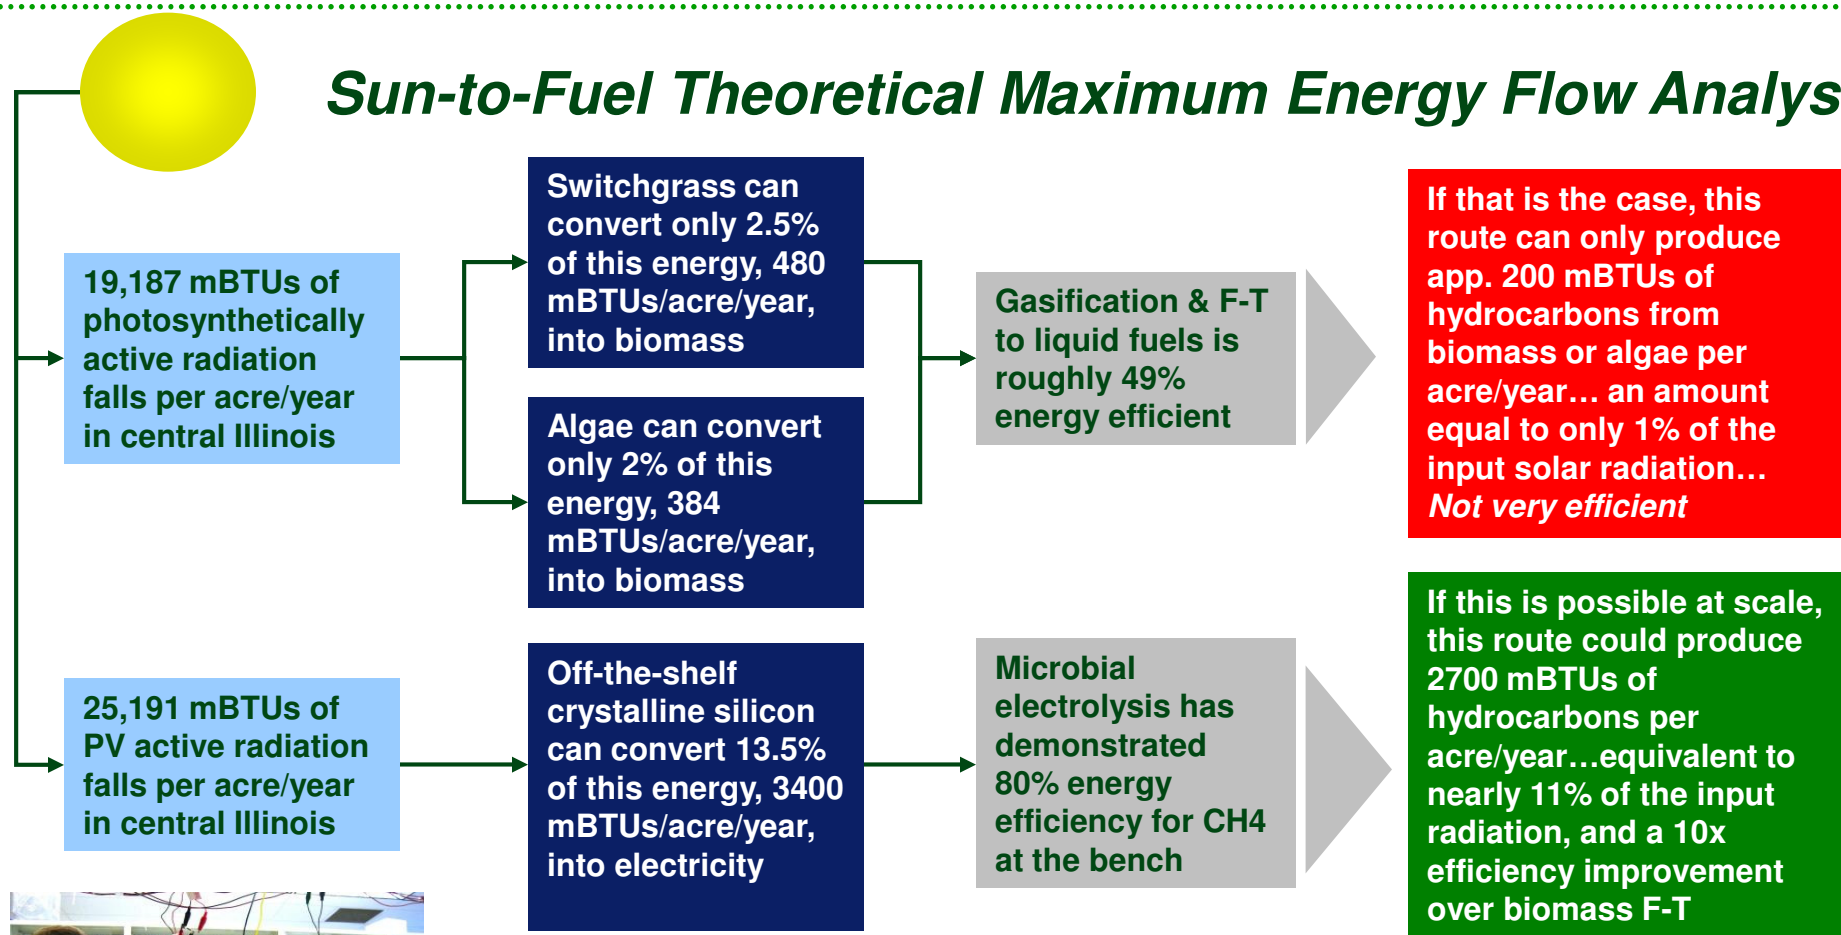 Sun-to-Fuel Theoretical Maximum Energy Flow Analys
19,187 mBTUs of
photosynthetically
active radiation
falls per acre/year
in central Illinois
Switchgrass can
convert only 2.5%
of this energy, 480
mBTUs/acre/year,
into biomass
Algae can convert
only 2% of this
energy, 384
mBTUs/acre/year,
into biomass
Gasification & F-T
to liquid fuels is
roughly 49%
energy efficient
If that is the case, this
route can only produce
app. 200 mBTUs of
hydrocarbons from
biomass or algae per
acre/year… an amount
equal to only 1% of the
input solar radiation…
Not very efficient
25,191 mBTUs of
PV active radiation
falls per acre/year
in central Illinois
Off-the-shelf
crystalline silicon
can convert 13.5%
of this energy, 3400
mBTUs/acre/year,
into electricity
Microbial
electrolysis has
demonstrated
80% energy
efficiency for CH4
at the bench
If this is possible at scale,
this route could produce
2700 mBTUs of
hydrocarbons per
acre/year…equivalent to
nearly 11% of the input
radiation, and a 10x
efficiency improvement
over biomass F-T